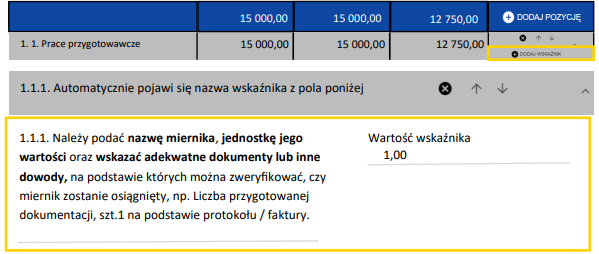 15 000,00 15 000,00 12 750,00 DODAJ POZYCJĘ
1. 1. Prace przygotowawcze 15 000,00 15 000,00 12 750,00
DODAJ WSKAŹNIK
1.1.1. Automatycznie pojawi się nazwa wskaźnika z pola poniżej
1.1.1. Należy podać nazwę miernika, jednostkę jego
wartości oraz wskazać adekwatne dokumenty lub inne
dowody, na podstawie których można zweryfikować, czy
miernik zostanie osiągnięty, np. Liczba przygotowanej
dokumentacji, szt.1 na podstawie protokołu / faktury.
Wartość wskaźnika
1,00